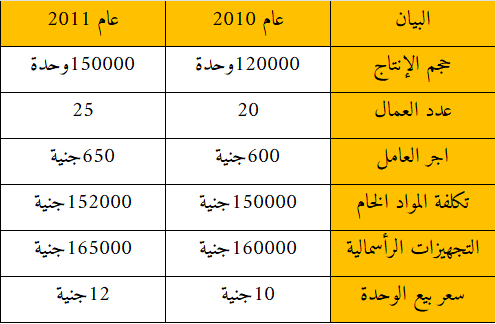 البيان عام 2010 عام 2011
حجم الإنتاج 120000وحدة 150000وحدة
عدد العمال 20 25
اجر العامل 600جنية 650جنية
تكلفة المواد الخام 150000جنية 152000جنية
التجهيزات الرأسمالية 160000جنية 165000جنية
سعر بيع الوحدة 10جنية 12جنية